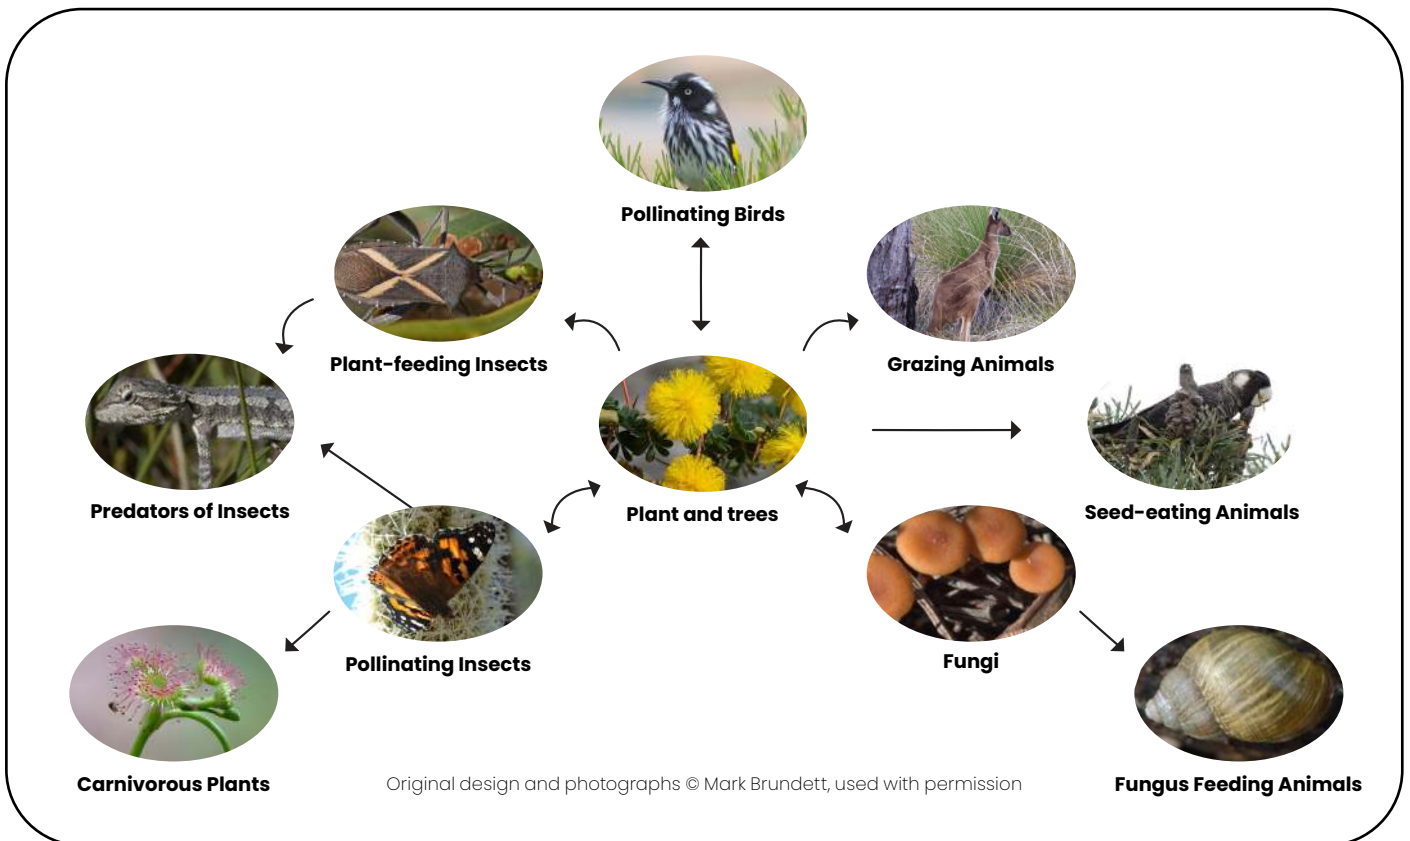 Pollinating Birds
Plant-feeding Insects
Grazing Animals
Predators of Insects
Plant and trees
Seed-eating Animals
Pollinating Insects
Fungi
Carnivorous Plants
Original design and photographs © Mark Brundett, used with permission
Fungus Feeding Animals